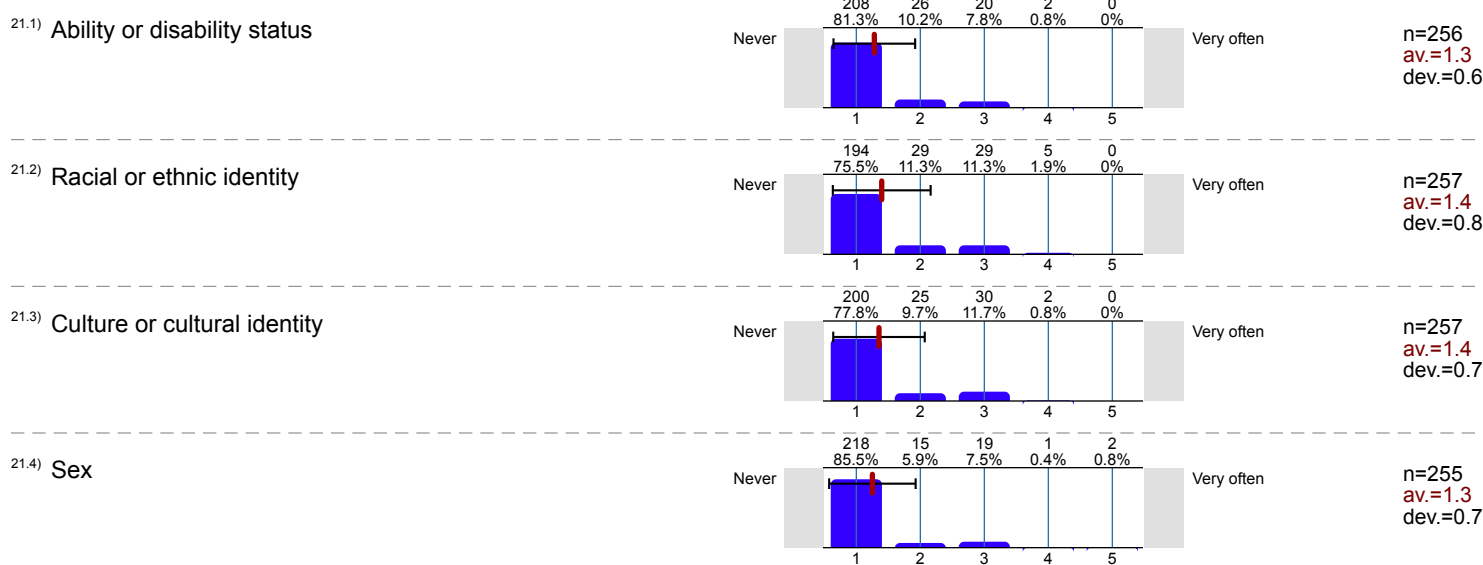 208 26 20 2 0
81.3% 10.2% 7.8% 0.8% 0%
21.1) Ability or disability status
Never Very often
n=256
av.=1.3
dev.=0.6
1 2 3 4 5
194 29 29 5 0
75.5% 11.3% 11.3% 1.9% 0%
21.2) Racial or ethnic identity
Never Very often
n=257
av.=1.4
dev.=0.8
1 2 3 4 5
200 25 30 2 0
77.8% 9.7% 11.7% 0.8% 0%
21.3) Culture or cultural identity
Never Very often
n=257
av.=1.4
dev.=0.7
1 2 3 4 5
218 15 19 1 2
85.5% 5.9% 7.5% 0.4% 0.8%
21.4) Sex
Never Very often
n=255
av.=1.3
dev.=0.7
1 2 3 4 5